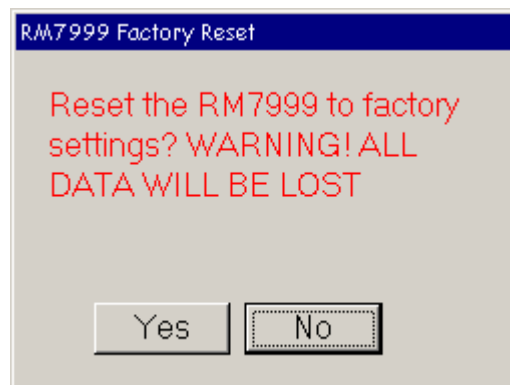 RM7999 Factory Reset
Reset the RM7999 to factory
settings? WARNING! ALL
DATA WILL BE LOST
Yes
No